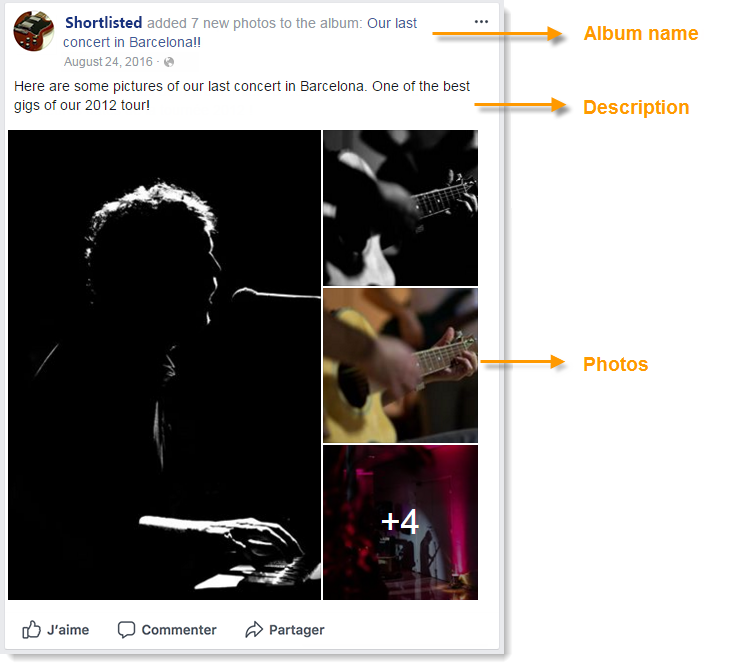 Shortlisted added 7 new photos to the album: Our last
concert in Barcelona!!
August 24, 2016 ·
Album name
Here are some pictures of our last concert in Barcelona. One of the best
gigs of our 2012 tour!
Description
Photos
+4
J'aime Commenter Partager